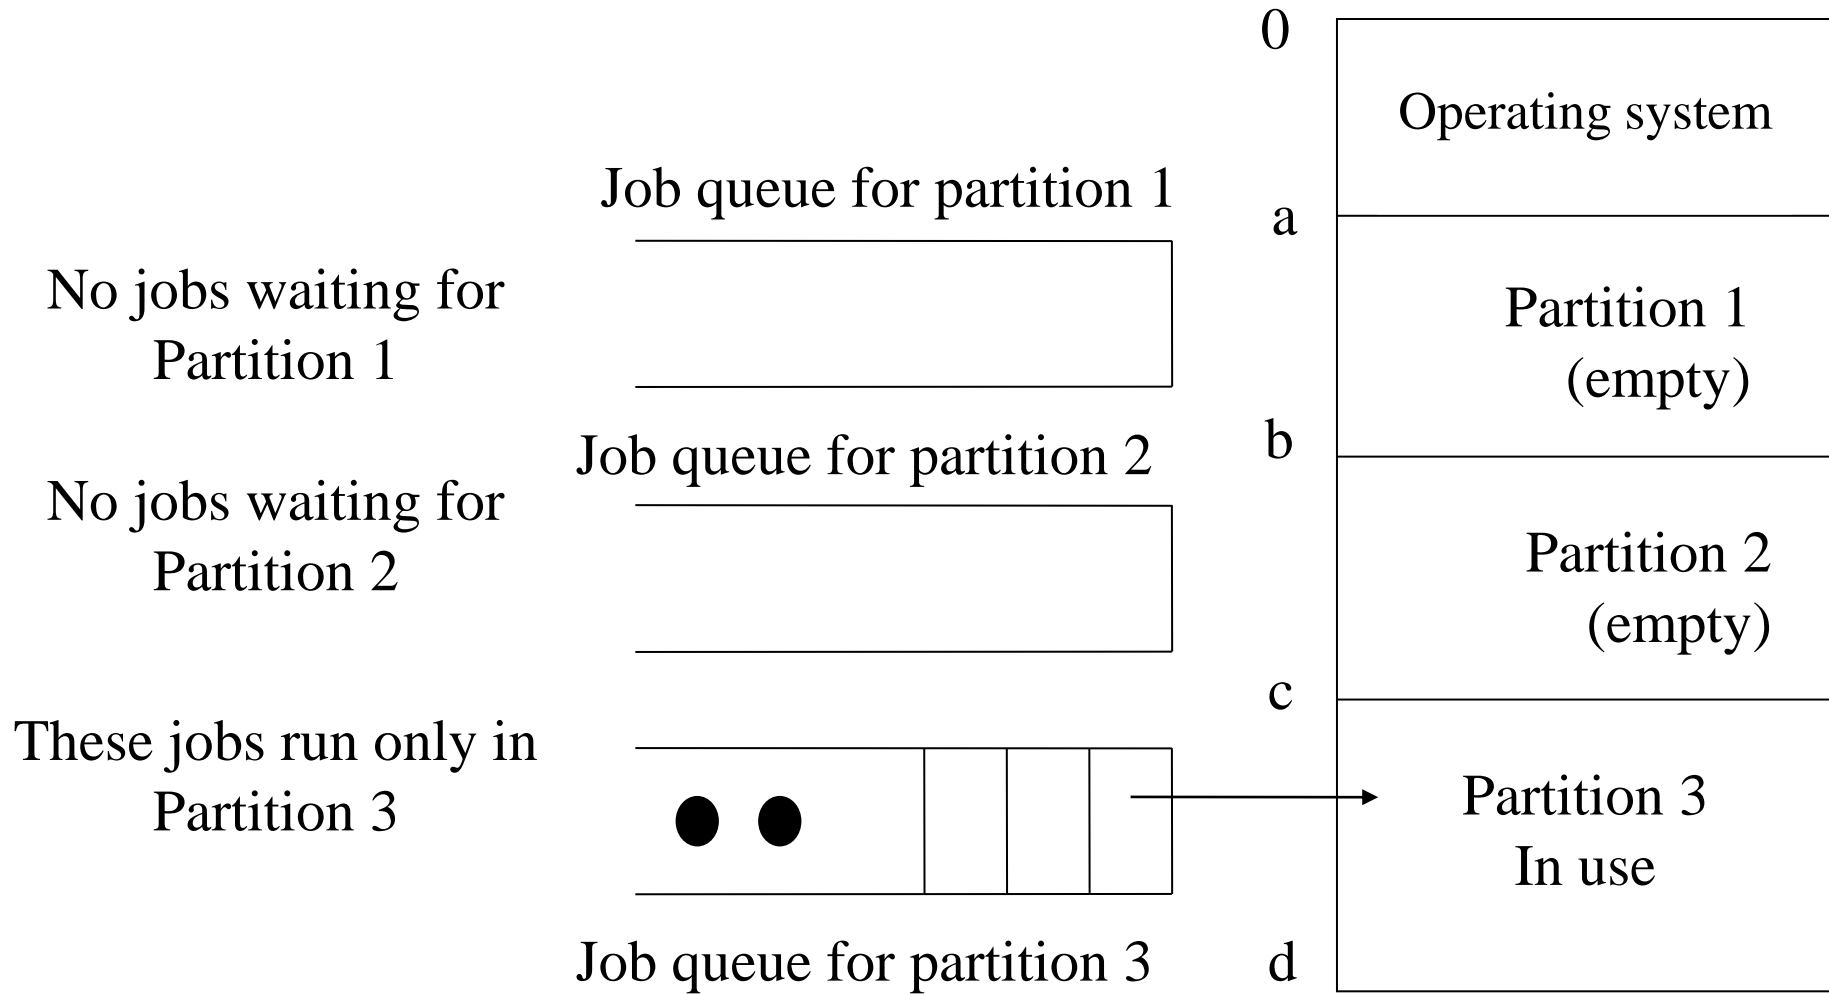 0
Operating system
Job queue for partition 1
a
No jobs waiting for
Partition 1
Partition 1
(empty)
Job queue for partition 2
b
No jobs waiting for
Partition 2
Partition 2
(empty)
c
These jobs run only in
Partition 3
Partition 3
In use
Job queue for partition 3
d